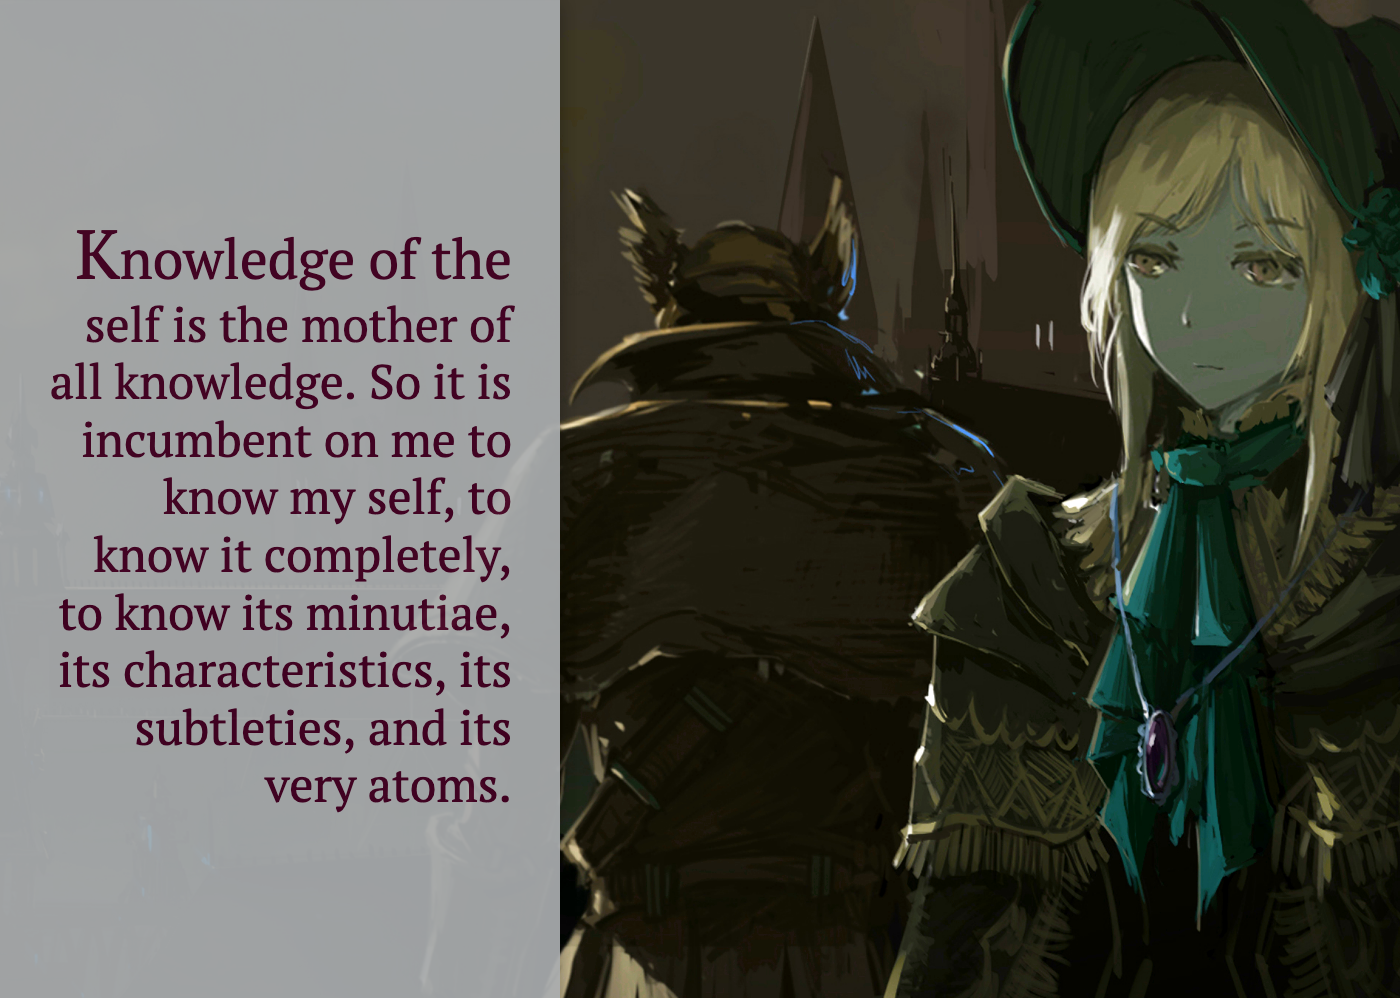 Knowledge of the
self is the mother of
all knowledge. So it is
incumbent on me to
know my self, to
know it completely,
to know its minutiae,
its characteristics, its
subtleties, and its
very atoms.